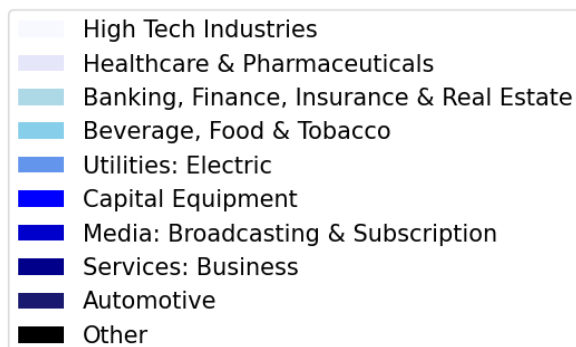 High Tech Industries
Healthcare & Pharmaceuticals
Banking, Finance, Insurance & Real Estate
Beverage, Food & Tobacco
Utilities: Electric
Capital Equipment
Media: Broadcasting & Subscription
Services: Business
Automotive
Other